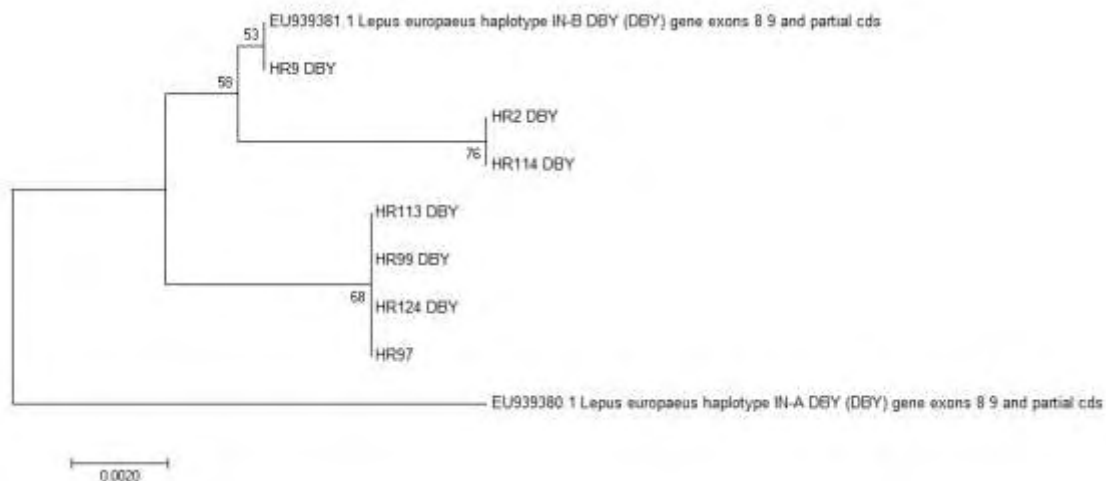 EU939381 1 Lepus europaeus haplotype IN-B DBY (DBY) gene exons 8 9 and partial cds
53
HR9 DBY
58
HR2 DBY
76
HR114 DBY
HR113 DBY
HR99 DBY
HR124 DBY
68
HR97
EU939380 1 Lepus europaeus haplotype IN-A DBY (DBY) gene exons 8 9 and partial cds
0.0020